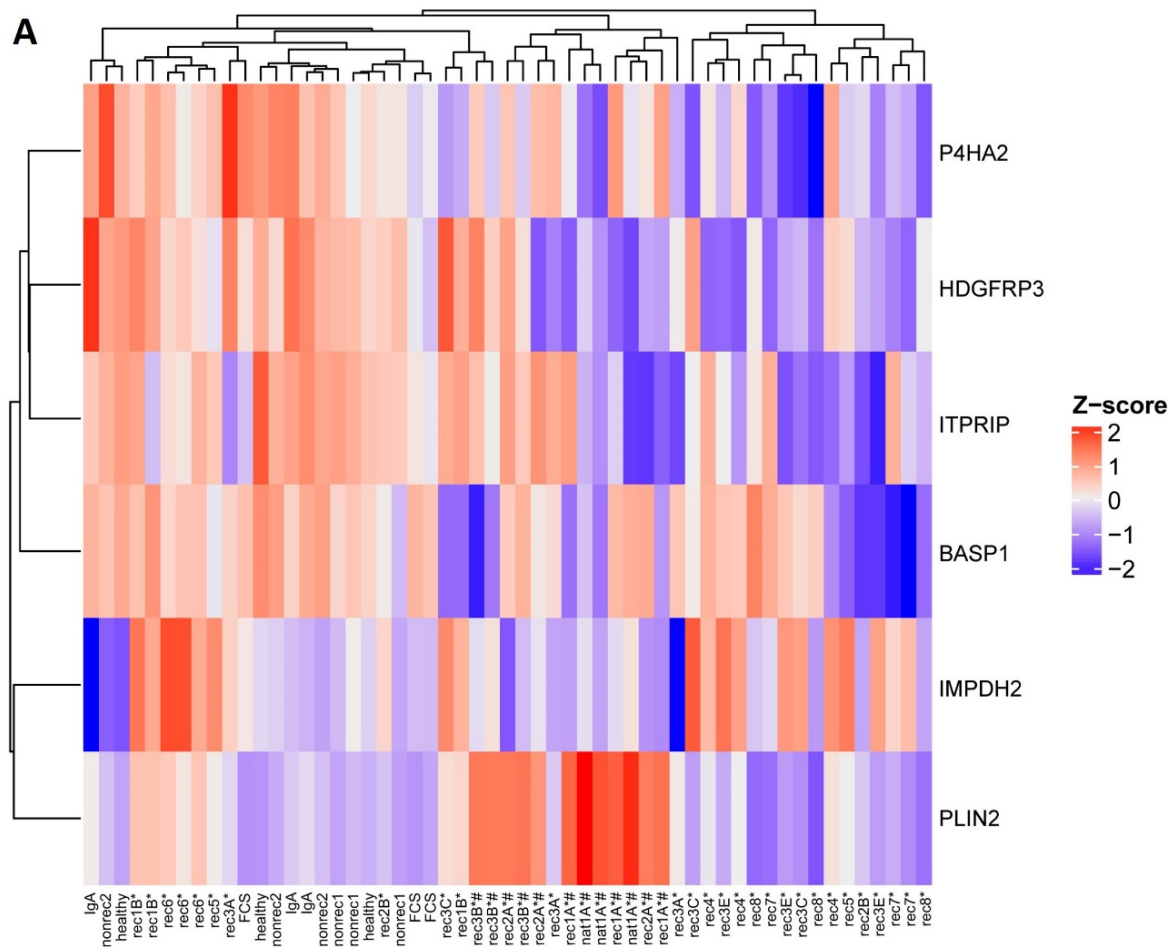 A
P4HA2
HDGFRP3
ITPRIP
BASP1
IMPDH2
PLIN2
Z−score
2
1
0
−1
−2
IgA
nonrec2
healthy
rec1B*
rec1B*
rec6*
rec6*
rec6*
rec5*
rec3A*
FCS
healthy
nonrec2
IgA
IgA
nonrec2
nonrec1
nonrec1
healthy
rec2B*
nonrec1
FCS
FCS
rec3C*
rec1B*
rec3B*#
rec3B*#
rec2A*#
rec3B*#
rec2A*#
rec3A*
rec1A*#
nat1A*#
nat1A*#
rec1A*#
nat1A*#
rec2A*#
rec1A*#
rec3A*
rec3C*
rec4*
rec3E*
rec4*
rec8*
rec7*
rec3E*
rec3C*
rec8*
rec4*
rec5*
rec2B*
rec3E*
rec7*
rec7*
rec8*